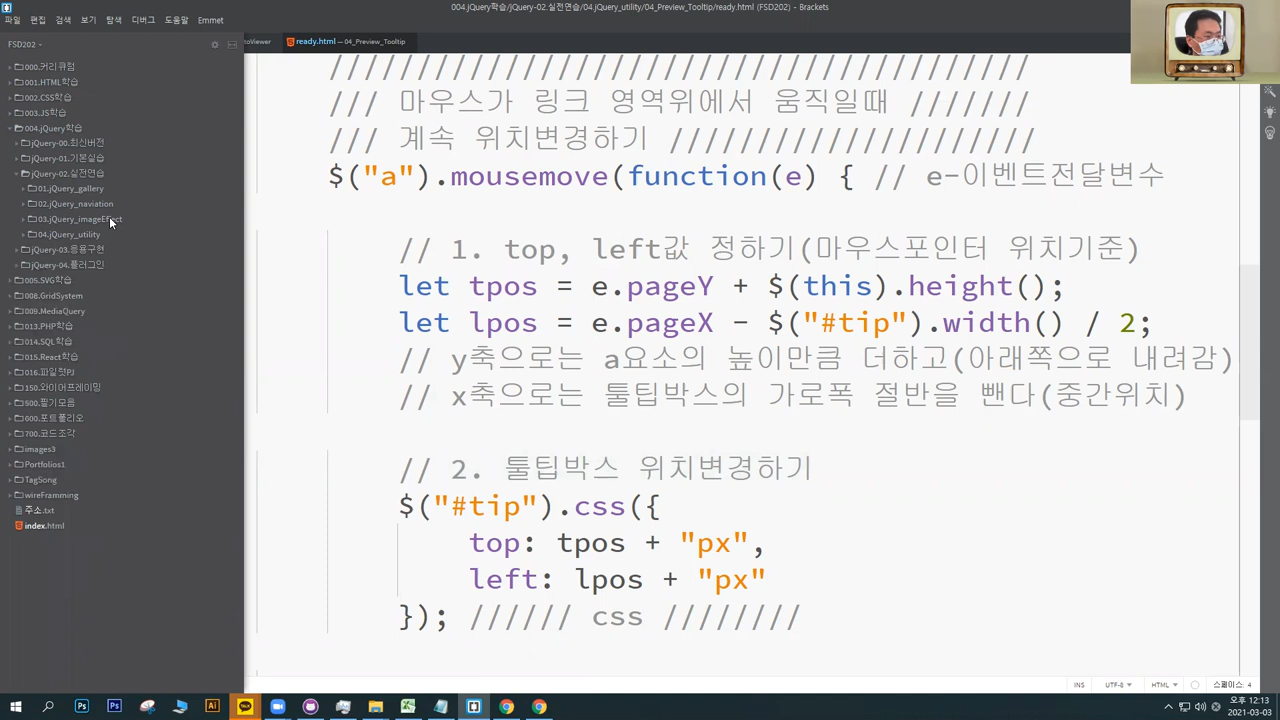 004.jQuery학습/jQuery-02.실전연습/04.jQuery_utility/04_Preview_Tooltip/ready.html (FSD202) - Brackets
파일 편집 찾기 보기 탐색 디버그 도움말 Emmet
FSD202
toViewer
ready.html — 04_Preview_Tooltip
000.커리큐럼
001.HTML학습
002.CSS학습
003.JS학습
004.jQuery학습
jQuery-00.최신버전
jQuery-01.기본실습
jQuery-02.실전연습
01.jQuery_gallery
02.jQuery_naviation
03.jQuery_imageEffect
04.jQuery_utility
jQuery-03.응용구현
jQuery-04.플러그인
005.SVG학습
008.GridSystem
009.MediaQuery
013.PHP학습
014.SQL학습
015.React학습
016.파일럿PJ
150.와이어프레밍
500.필기모음
600.포트폴리오
700.코드조각
images3
Portfolios1
TagSong
wireFramming
주소.txt
index.html
////////////////////////////////////////
/// 마우스가 링크 영역위에서 움직일때 ///////
/// 계속 위치변경하기 /////////////////////
$("a").mousemove(function(e) { // e-이벤트전달변수
// 1. top, left값 정하기(마우스포인터 위치기준)
let tpos = e.pageY + $(this).height();
let lpos = e.pageX - $("#tip").width() / 2;
// y축으로는 a요소의 높이만큼 더하고(아래쪽으로 내려감)
// x축으로는 툴팁박스의 가로폭 절반을 뺀다(중간위치)
// 2. 툴팁박스 위치변경하기
$("#tip").css({
top: tpos + "px",
left: lpos + "px"
}); ////// css ////////
INS UTF-8 HTML 스페이스: 4
Ps Ps Ai TALK
오후 12:13
2021-03-03